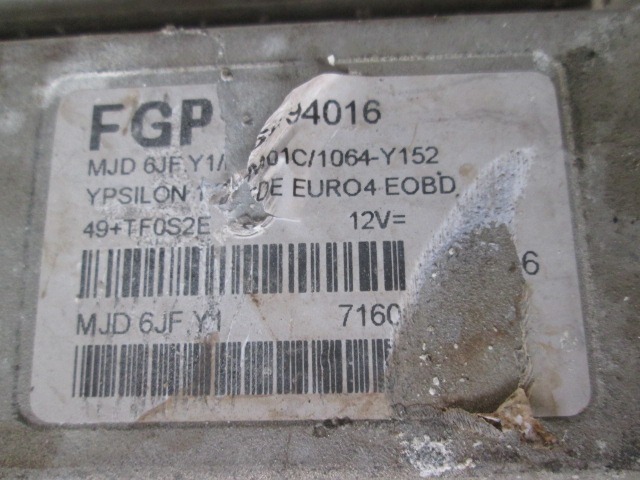 FGP 94016
MJD 6JF.Y1/ 01C/1064-Y152
YPSILON DE EURO4 EOBD
49+TF0S2E 12V=
6
MJD 6JF.Y1 7160